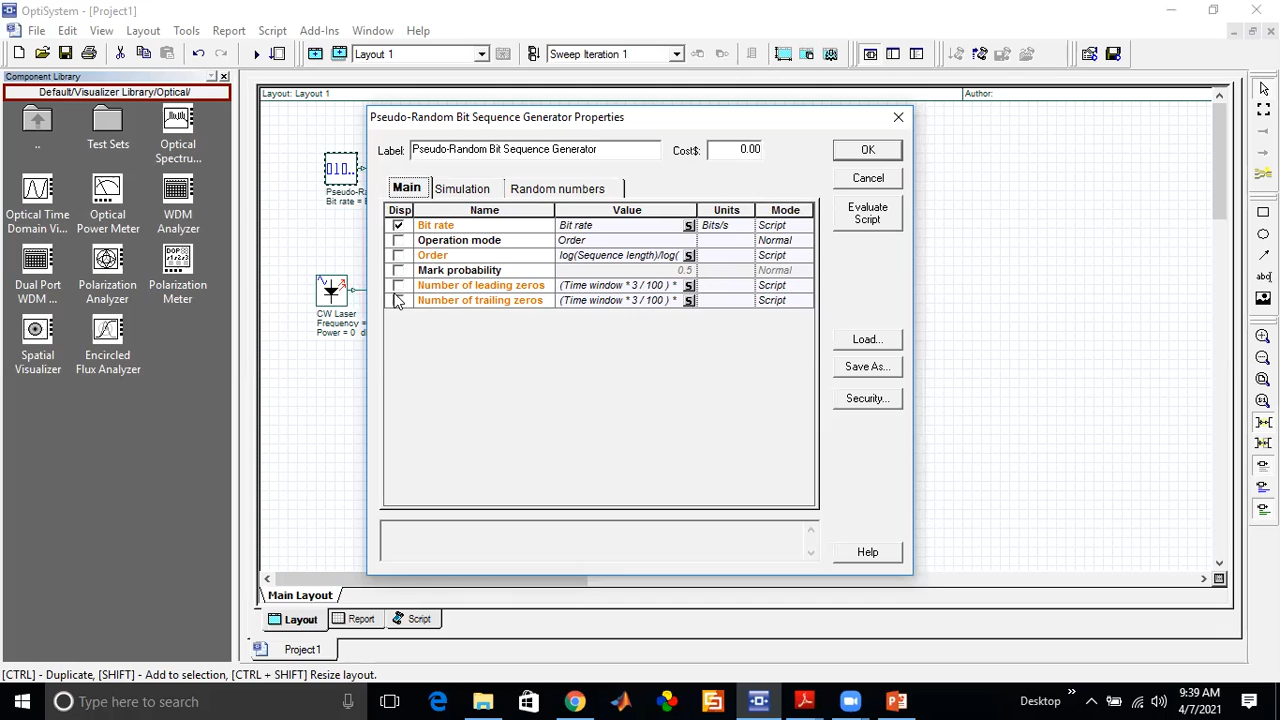 OptiSystem - [Project1]
File Edit View Layout Tools Report Script Add-Ins Window Help
Layout 1
Sweep Iteration 1
Component Library
Default/Visualizer Library/Optical/
..
Test Sets
Optical
Spectru...
Optical Time
Domain Vi...
Optical
Power Meter
WDM
Analyzer
Dual Port
WDM ...
Polarization
Analyzer
Polarization
Meter
Spatial
Visualizer
Encircled
Flux Analyzer
Layout: Layout 1
Author:
Pseudo-Ra
Bit rate =
CW Laser
Frequency =
Power = 0 d
Pseudo-Random Bit Sequence Generator Properties
Label: Pseudo-Random Bit Sequence Generator Cost$: 0.00
OK
Cancel
Evaluate
Script
Load...
Save As...
Security...
Help
Main Simulation Random numbers
Disp Name Value Units Mode
Bit rate Bit rate S Bits/s Script
Operation mode Order Normal
Order log(Sequence length)/log( S Script
Mark probability 0.5 Normal
Number of leading zeros (Time window * 3 / 100 ) * S Script
Number of trailing zeros (Time window * 3 / 100 ) * S Script
Main Layout
Layout Report Script
Project1
[CTRL] - Duplicate, [SHIFT] - Add to selection, [CTRL + SHIFT] Resize layout.
Type here to search
Desktop
9:39 AM
4/7/2021